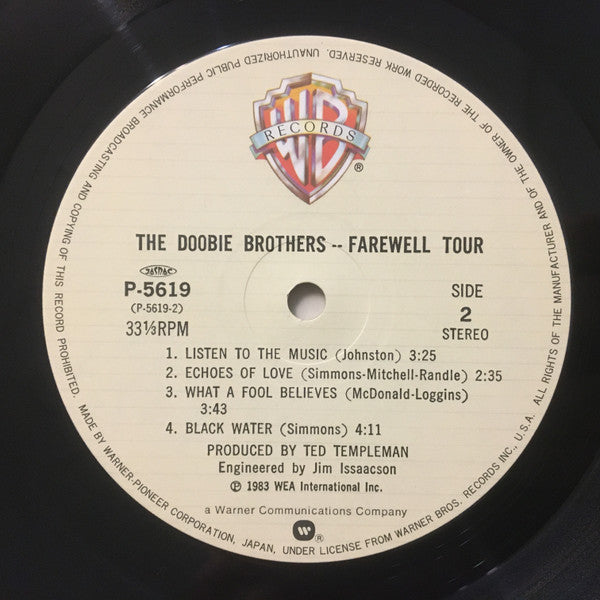 WB
RECORDS
®
THE DOOBIE BROTHERS -- FAREWELL TOUR
JASRAC
P-5619
(P-5619-2)
33⅓RPM
SIDE
2
STEREO
1. LISTEN TO THE MUSIC (Johnston) 3:25
2. ECHOES OF LOVE (Simmons-Mitchell-Randle) 2:35
3. WHAT A FOOL BELIEVES (McDonald-Loggins)
3:43
4. BLACK WATER (Simmons) 4:11
PRODUCED BY TED TEMPLEMAN
Engineered by Jim Issaacson
℗ 1983 WEA International Inc.
a Warner Communications Company
W®
MADE BY WARNER-PIONEER CORPORATION, JAPAN, UNDER LICENSE FROM WARNER BROS. RECORDS INC., U.S.A. ALL RIGHTS OF THE MANUFACTURER AND OF THE OWNER OF THE RECORDED WORK RESERVED. UNAUTHORIZED PUBLIC PERFORMANCE BROADCASTING AND COPYING OF THIS RECORD PROHIBITED.